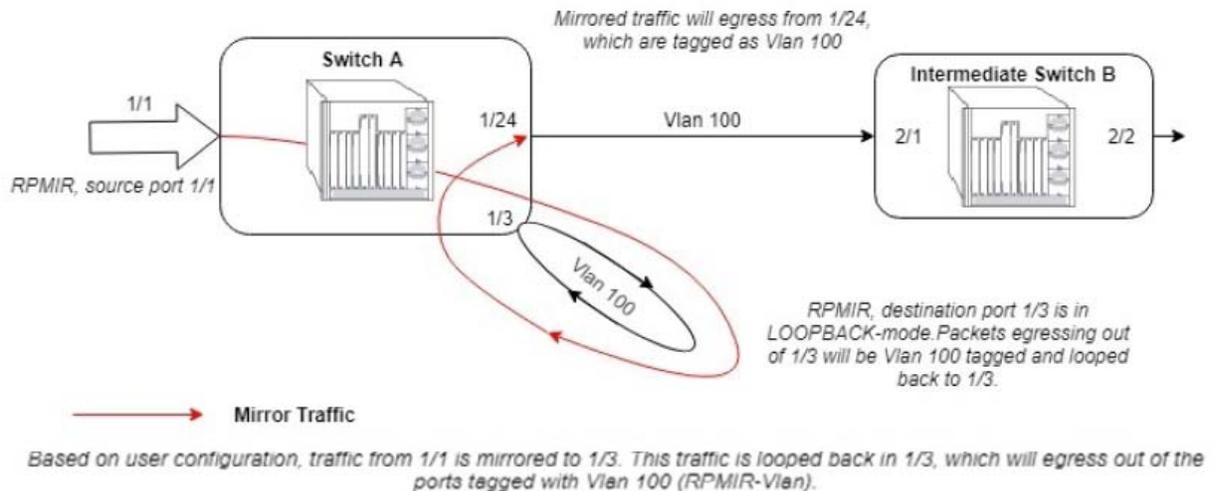 Mirrored traffic will egress from 1/24,
which are tagged as Vlan 100
Switch A
Intermediate Switch B
1/1
1/24
Vlan 100
2/1
2/2
RPMIR, source port 1/1
1/3
Vlan 100
RPMIR, destination port 1/3 is in
LOOPBACK-mode.Packets egressing out
of 1/3 will be Vlan 100 tagged and looped
back to 1/3.
Mirror Traffic
Based on user configuration, traffic from 1/1 is mirrored to 1/3. This traffic is looped back in 1/3, which will egress out of the
ports tagged with Vlan 100 (RPMIR-Vlan).